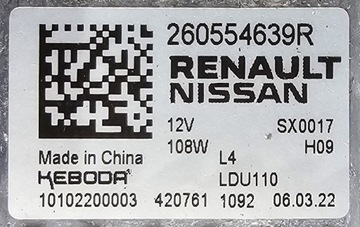 260554639R
RENAULT
NISSAN
12V SX0017
108W H09
Made in China L4
KEBODA LDU110
10102200003 420761 1092 06.03.22